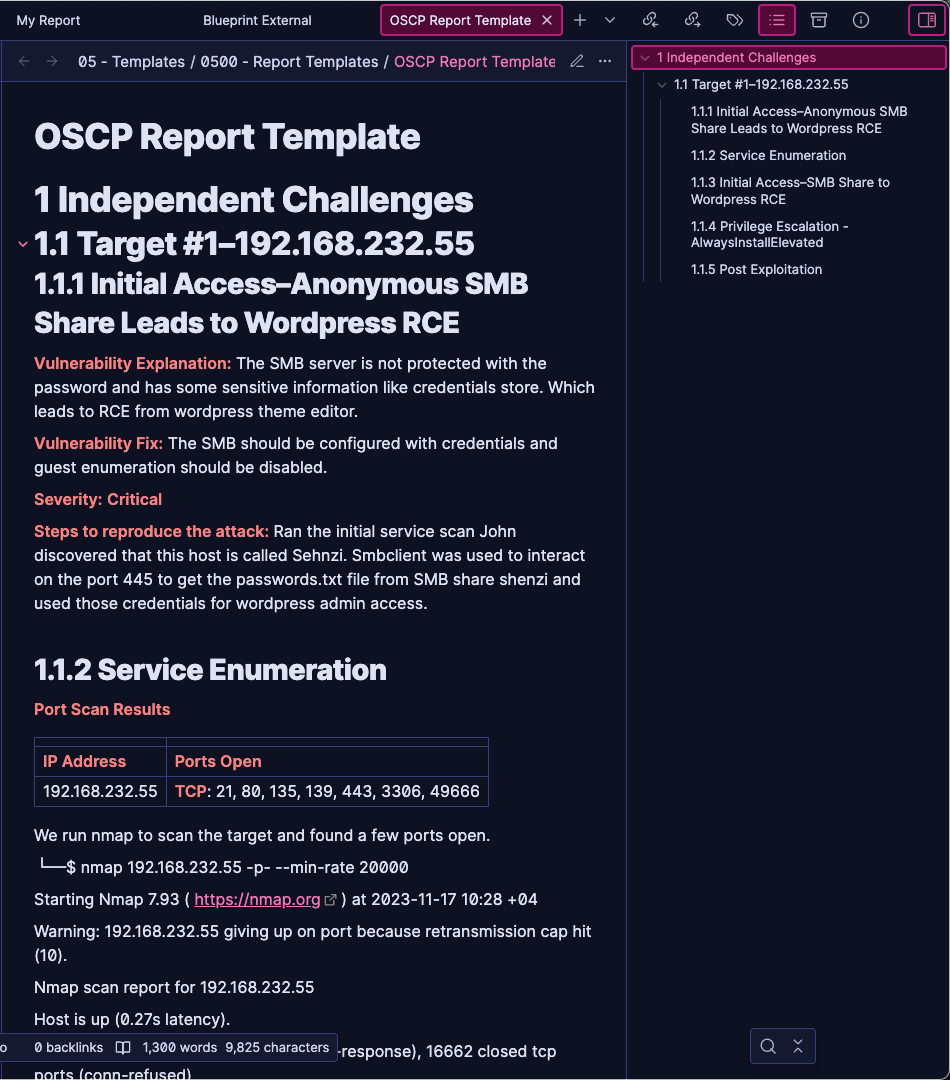 My Report
Blueprint External
OSCP Report Template
05 - Templates / 0500 - Report Templates / OSCP Report Template
OSCP Report Template
1 Independent Challenges
1.1 Target #1–192.168.232.55
1.1.1 Initial Access–Anonymous SMB
Share Leads to Wordpress RCE
Vulnerability Explanation: The SMB server is not protected with the
password and has some sensitive information like credentials store. Which
leads to RCE from wordpress theme editor.
Vulnerability Fix: The SMB should be configured with credentials and
guest enumeration should be disabled.
Severity: Critical
Steps to reproduce the attack: Ran the initial service scan John
discovered that this host is called Sehnzi. Smbclient was used to interact
on the port 445 to get the passwords.txt file from SMB share shenzi and
used those credentials for wordpress admin access.
1.1.2 Service Enumeration
Port Scan Results
IP Address Ports Open
192.168.232.55 TCP: 21, 80, 135, 139, 443, 3306, 49666
We run nmap to scan the target and found a few ports open.
└──$ nmap 192.168.232.55 -p- --min-rate 20000
Starting Nmap 7.93 ( https://nmap.org ) at 2023-11-17 10:28 +04
Warning: 192.168.232.55 giving up on port because retransmission cap hit
(10).
Nmap scan report for 192.168.232.55
Host is up (0.27s latency).
-response), 16662 closed tcp
ports (conn-refused)
o 0 backlinks 1,300 words 9,825 characters
1 Independent Challenges
1.1 Target #1–192.168.232.55
1.1.1 Initial Access–Anonymous SMB
Share Leads to Wordpress RCE
1.1.2 Service Enumeration
1.1.3 Initial Access–SMB Share to
Wordpress RCE
1.1.4 Privilege Escalation -
AlwaysInstallElevated
1.1.5 Post Exploitation